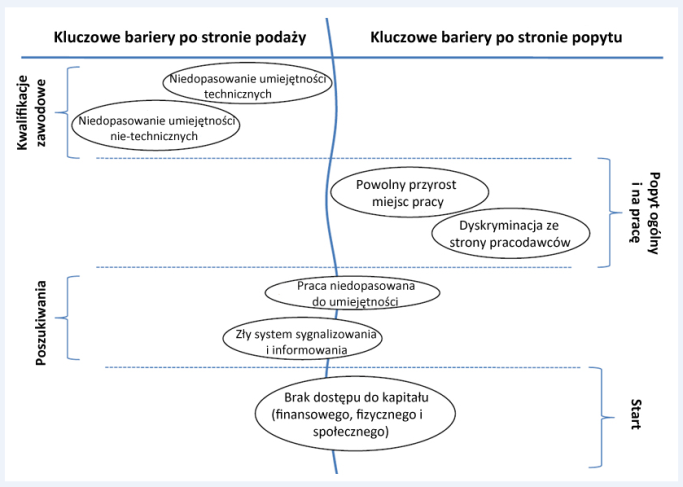 Kluczowe bariery po stronie podaży
Kluczowe bariery po stronie popytu
Kwalifikacje
zawodowe
Niedopasowanie umiejętności
technicznych
Niedopasowanie umiejętności
nie-technicznych
Powolny przyrost
miejsc pracy
Dyskryminacja ze
strony pracodawców
Popyt ogólny
i na pracę
Poszukiwania
Praca niedopasowana
do umiejętności
Zły system sygnalizowania
i informowania
Brak dostępu do kapitału
(finansowego, fizycznego i
społecznego)
Start